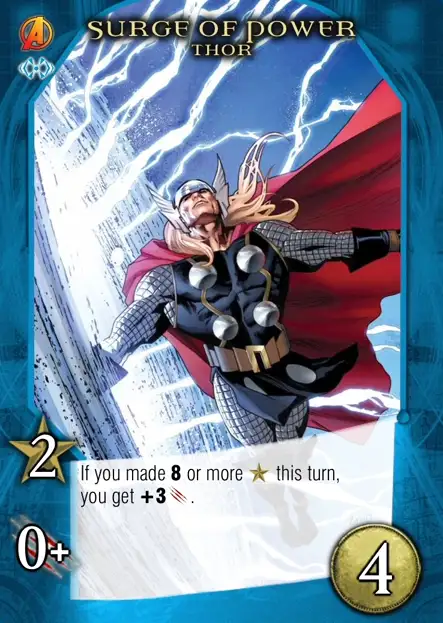 SURGE OF POWER
THOR
2
If you made 8 or more this turn,
you get +3 .
0+
4